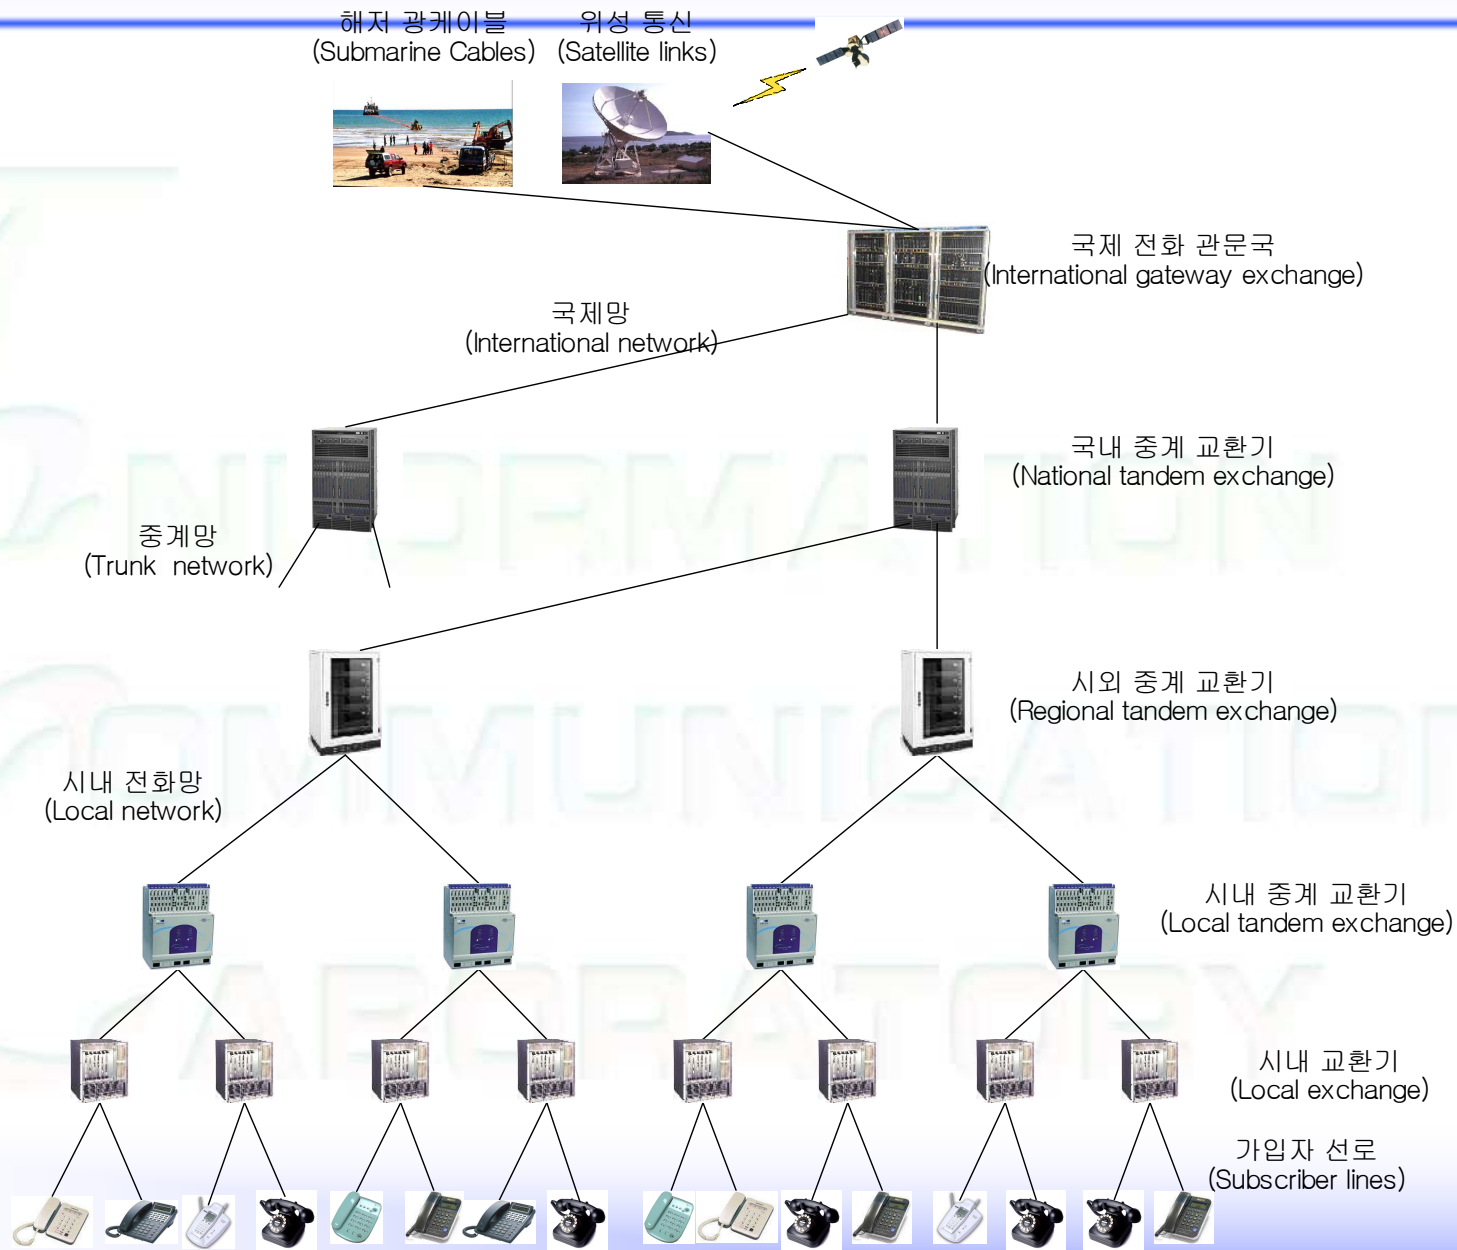 해저 광케이블
(Submarine Cables)
위성 통신
(Satellite links)
국제 전화 관문국
(International gateway exchange)
국제망
(International network)
국내 중계 교환기
(National tandem exchange)
중계망
(Trunk network)
INFORMATION
시외 중계 교환기
(Regional tandem exchange)
COMMUNICATION
시내 전화망
(Local network)
시내 중계 교환기
(Local tandem exchange)
LABORATORY
시내 교환기
(Local exchange)
가입자 선로
(Subscriber lines)